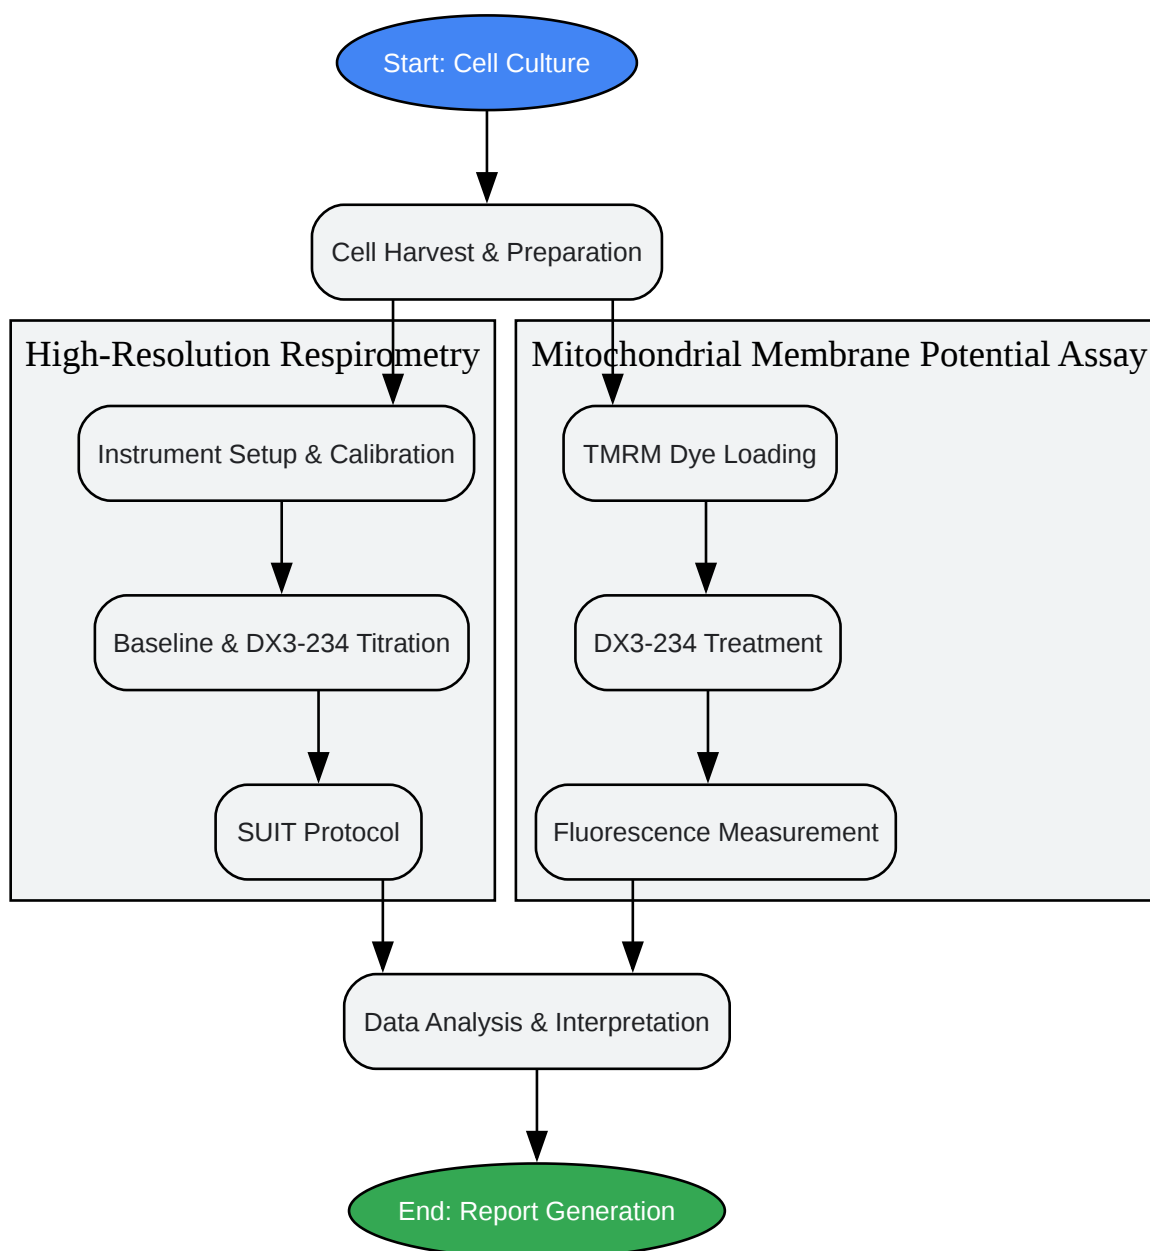 Start: Cell Culture
Cell Harvest & Preparation
High-Resolution Respirometry
Instrument Setup & Calibration
Baseline & DX3-234 Titration
SUIT Protocol
Mitochondrial Membrane Potential Assay
TMRM Dye Loading
DX3-234 Treatment
Fluorescence Measurement
Data Analysis & Interpretation
End: Report Generation